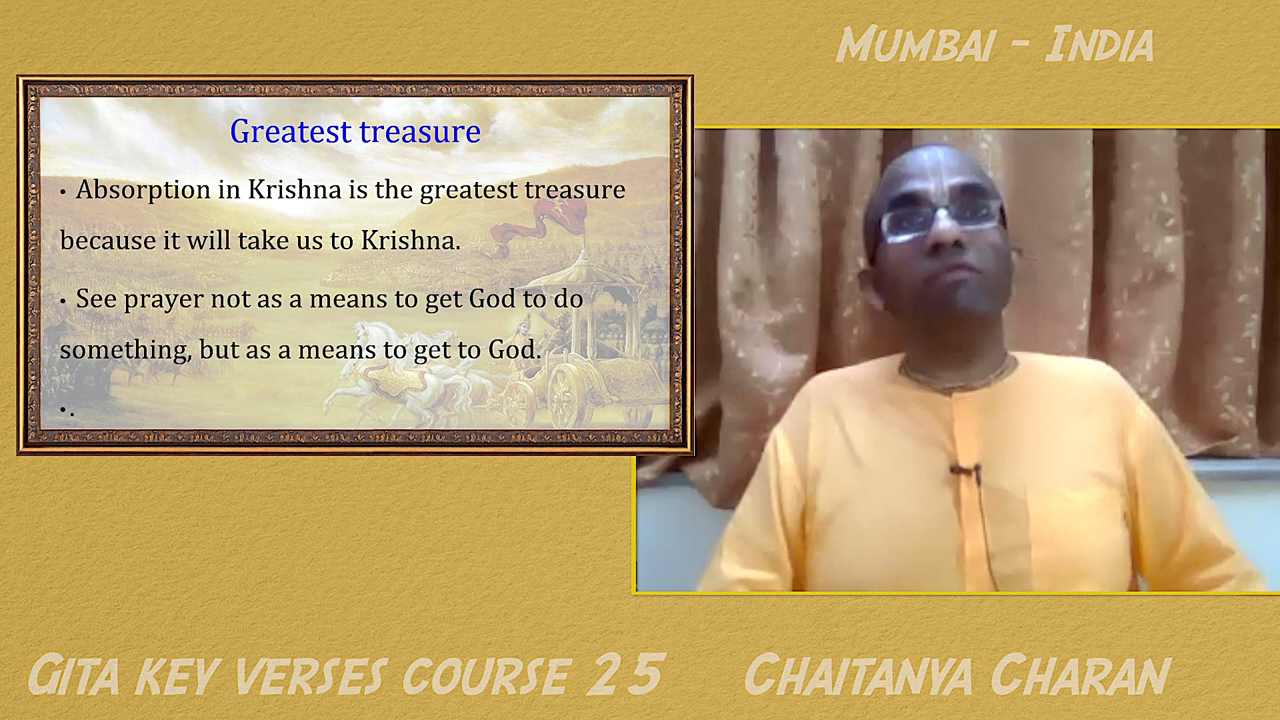 Mumbai - India
Greatest treasure
• Absorption in Krishna is the greatest treasure
because it will take us to Krishna.
• See prayer not as a means to get God to do
something, but as a means to get to God.
•.
Gita key verses course 25
Chaitanya Charan